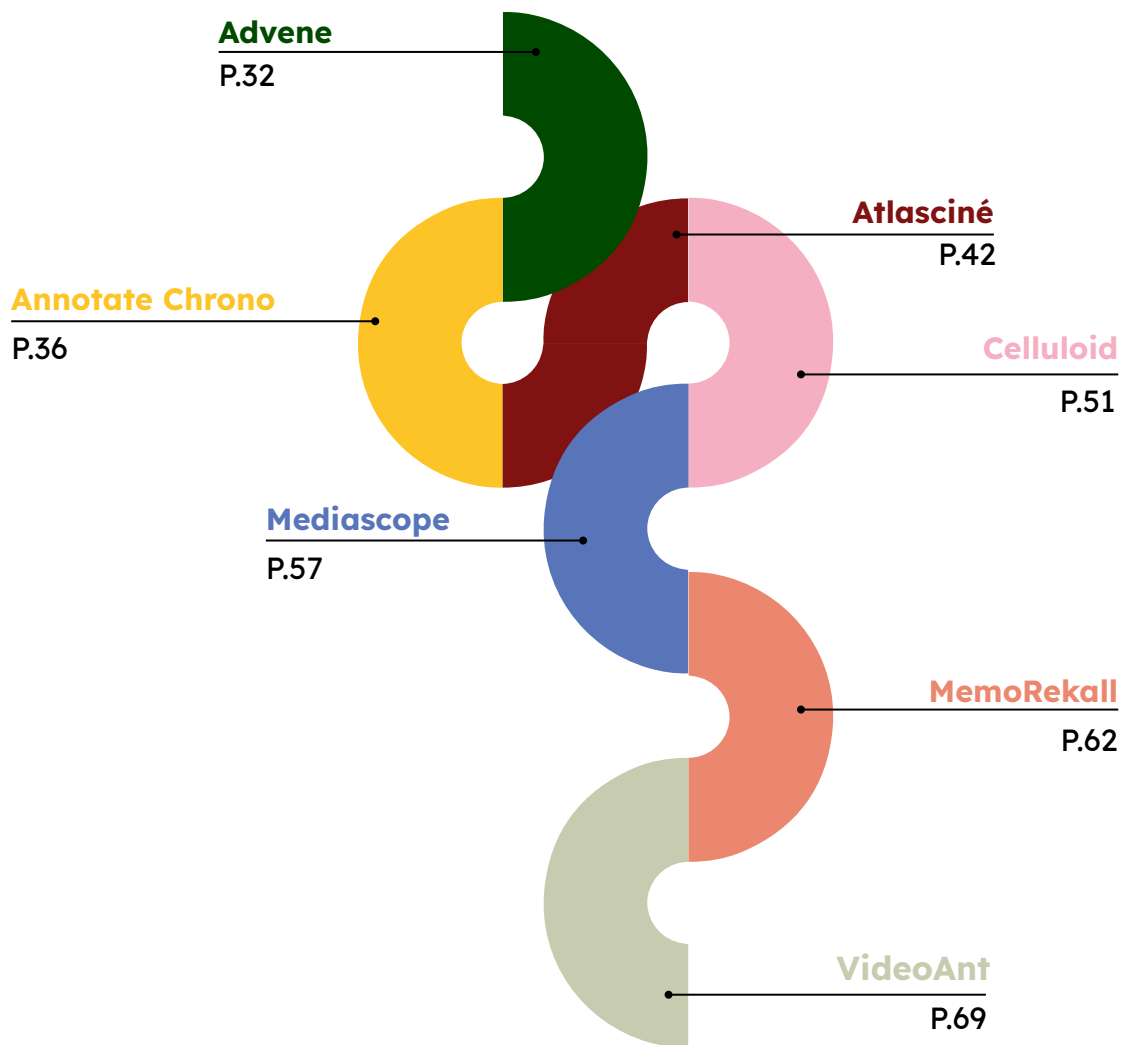 Advene
P.32
Atlasciné
P.42
Annotate Chrono
P.36
Celluloid
P.51
Mediascope
P.57
MemoRekall
P.62
VideoAnt
P.69